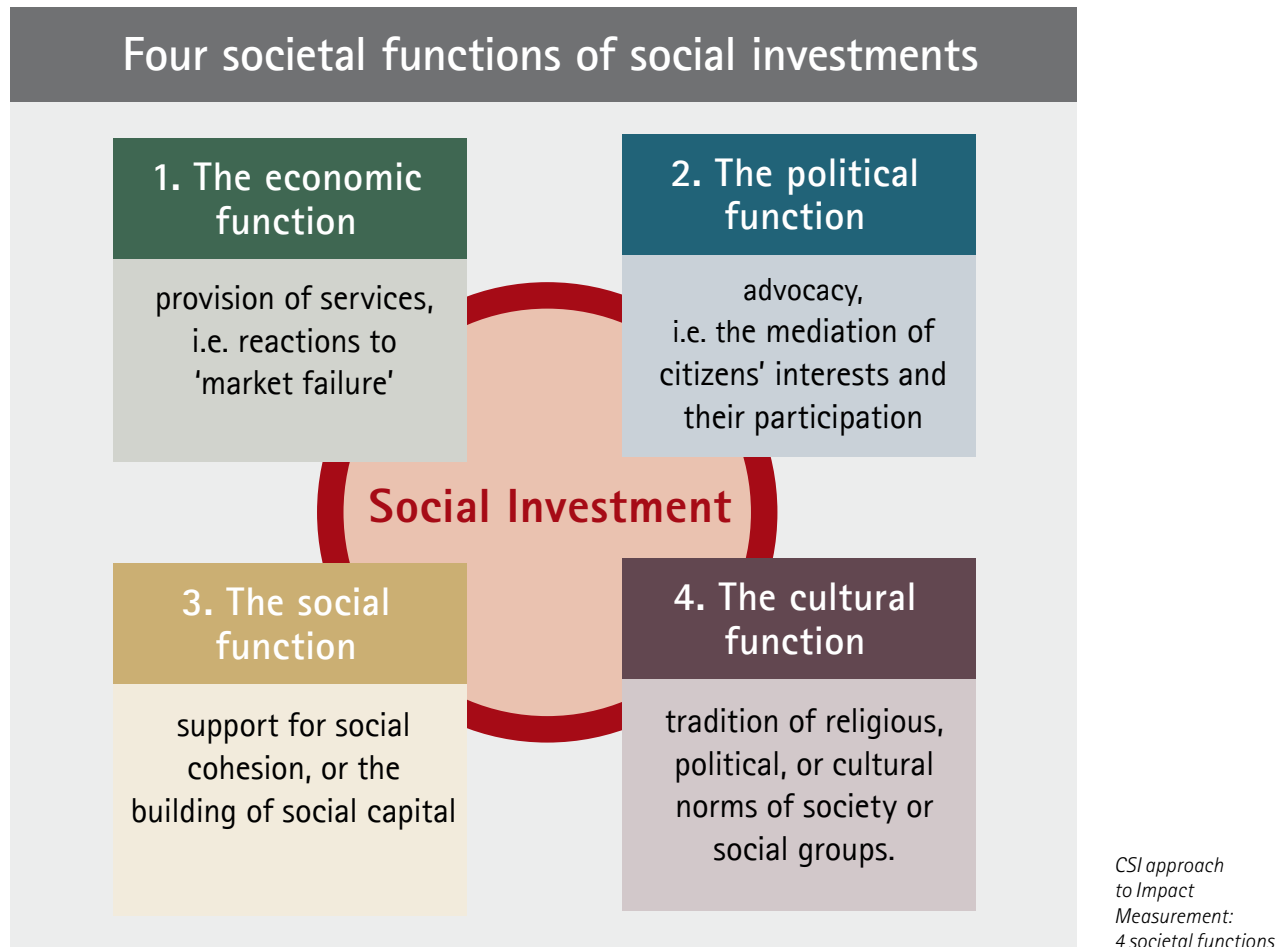 Four societal functions of social investments
1. The economic
function
provision of services,
i.e. reactions to
'market failure'
2. The political
function
advocacy,
i.e. the mediation of
citizens' interests and
their participation
Social Investment
3. The social
function
support for social
cohesion, or the
building of social capital
4. The cultural
function
tradition of religious,
political, or cultural
norms of society or
social groups.
CSI approach
to Impact
Measurement:
4 societal functions